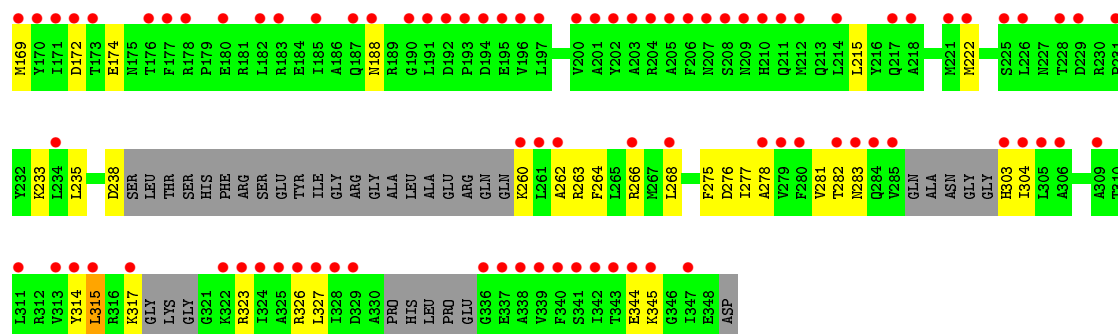 M169 Y170 I171 D172 T173 E174 N175 T176 F177 R178 P179 E180 R181 L182 R183 E184 I185 A186 Q187 N188 R189 G190 L191 D192 P193 D194 E195 V196 L197 V200 A201 Y202 A203 R204 A205 F206 N207 S208 N209 H210 Q211 M212 Q213 L214 L215 Y216 Q217 A218 M221 M222 S225 L226 N227 T228 D229 R230 P231
Y232 K233 L234 L235 D238 SER LEU THR SER HIS PHE ARG SER GLU TYR ILE GLY ARG GLY ALA LEU ALA GLU ARG GLN GLN K260 L261 A262 R263 F264 L265 R266 M267 L268 F275 D276 I277 A278 V279 F280 V281 T282 N283 Q284 V285 GLN ALA ASN GLY GLY H303 I304 L305 A306 A309 T310
L311 R312 V313 Y314 L315 R316 K317 GLY LYS GLY G321 K322 R323 I324 A325 R326 L327 I328 D329 A330 PRO HIS LEU PRO GLU G336 E337 A338 V339 F340 S341 I342 T343 E344 K345 G346 I347 E348 ASP